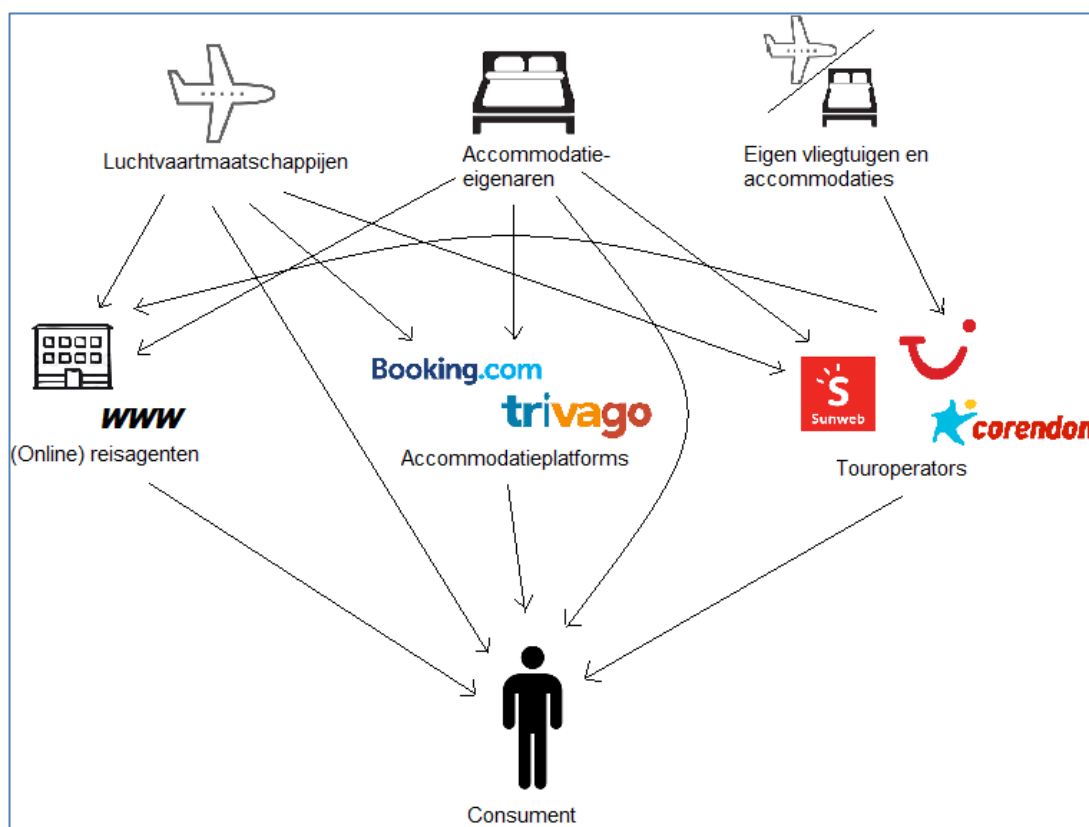 Luchtvaartmaatschappijen
Accommodatie-
eigenaren
Eigen vliegtuigen en
accommodaties
www
(Online) reisagenten
Booking.com
trivago
Accommodatieplatforms
S
Sunweb
corendon
Touroperators
Consument